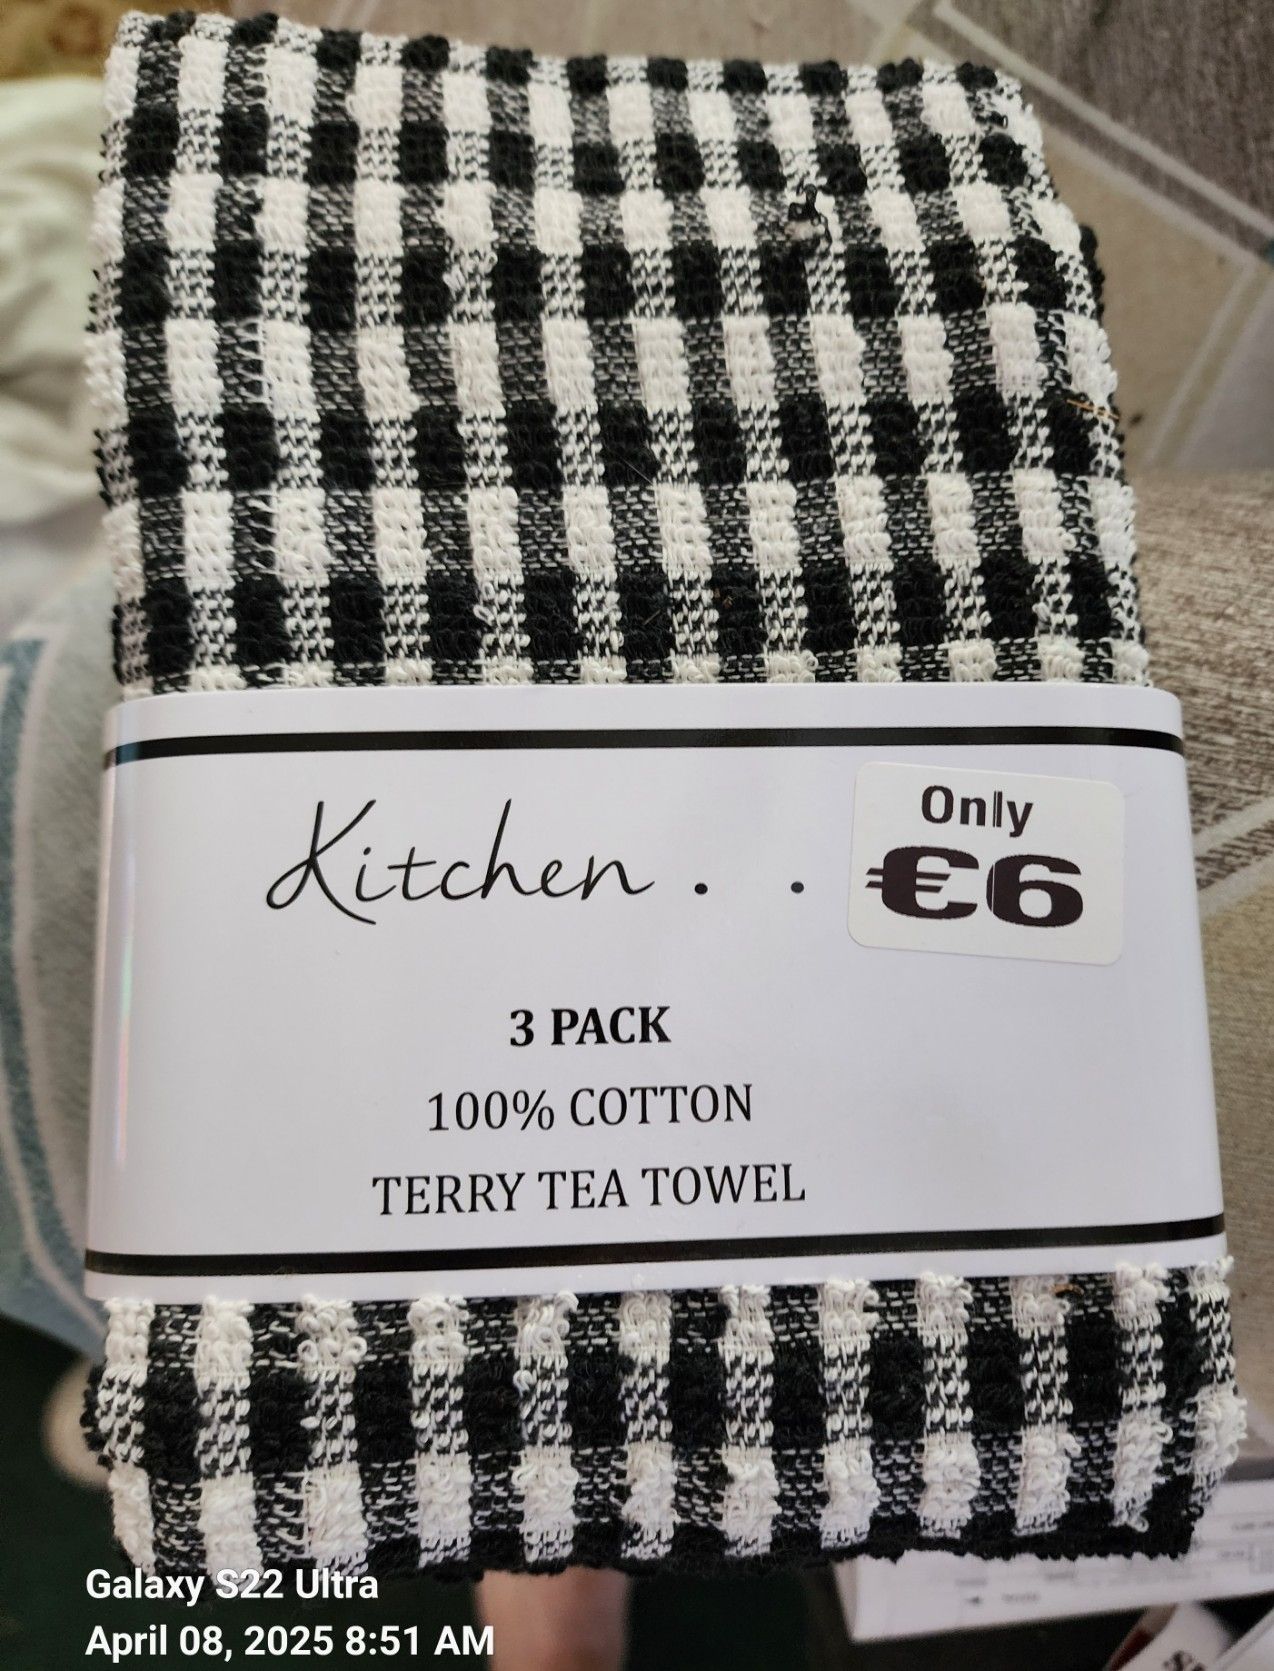 Only
€6
Kitchen . .
3 PACK
100% COTTON
TERRY TEA TOWEL
Galaxy S22 Ultra
April 08, 2025 8:51 AM